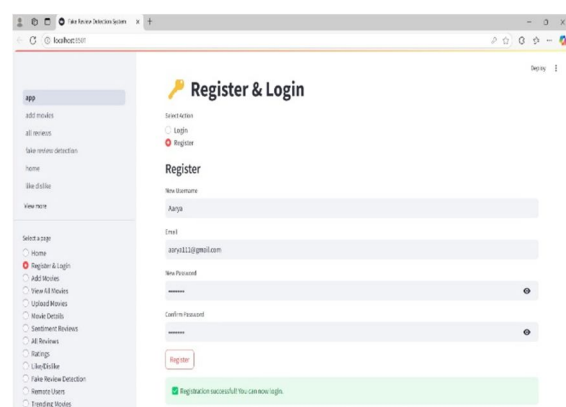 Fake Review Detection System
localhost:8501
Deploy
app
add movies
all reviews
fake review detection
home
like dislike
View more
Select a page
Home
Register & Login
Add Movies
View All Movies
Upload Movies
Movie Details
Sentiment Reviews
All Reviews
Ratings
Like/Dislike
Fake Review Detection
Remote Users
Trending Movies
Register & Login
Select Action
Login
Register
Register
New Username
Aarya
Email
aarya111@gmail.com
New Password
Confirm Password
Register
Registration successful! You can now login.